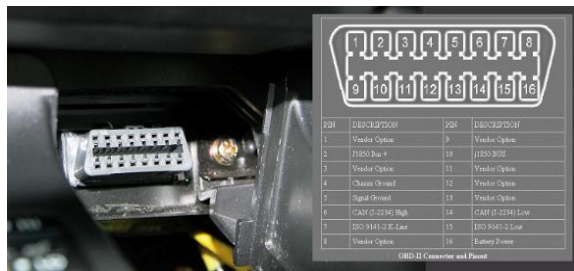 1 2 3 4 5 6 7 8
9 10 11 12 13 14 15 16
PIN DESCRIPTION PIN DESCRIPTION
1 Vendor Option 9 Vendor Option
2 J1850 Bus + 10 j1850 BUS
3 Vendor Option 11 Vendor Option
4 Chassis Ground 12 Vendor Option
5 Signal Ground 13 Vendor Option
6 CAN (J-2234) High 14 CAN (J-2234) Low
7 ISO 9141-2 K-Line 15 ISO 9141-2 Low
8 Vendor Option 16 Battery Power
OBD-II Connector and Pinout